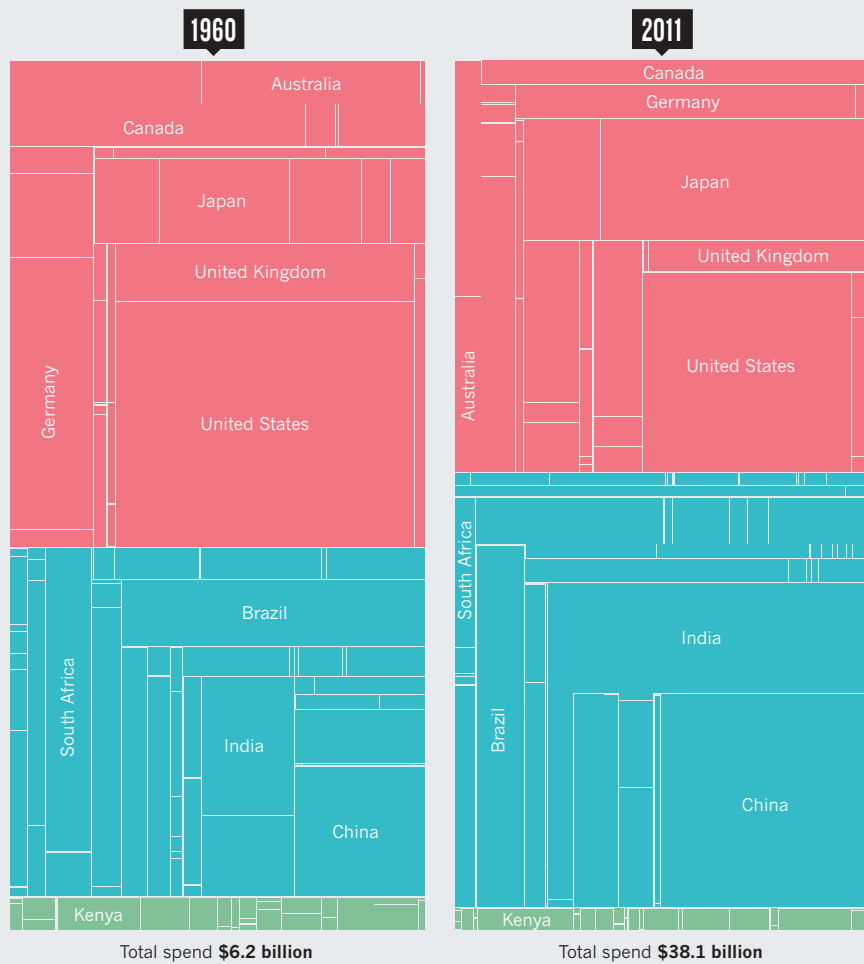 1960
Australia
Canada
Japan
United Kingdom
Germany
United States
Brazil
South Africa
India
China
Kenya
Total spend $6.2 billion
2011
Canada
Germany
Japan
United Kingdom
Australia
United States
South Africa
India
Brazil
China
Kenya
Total spend $38.1 billion